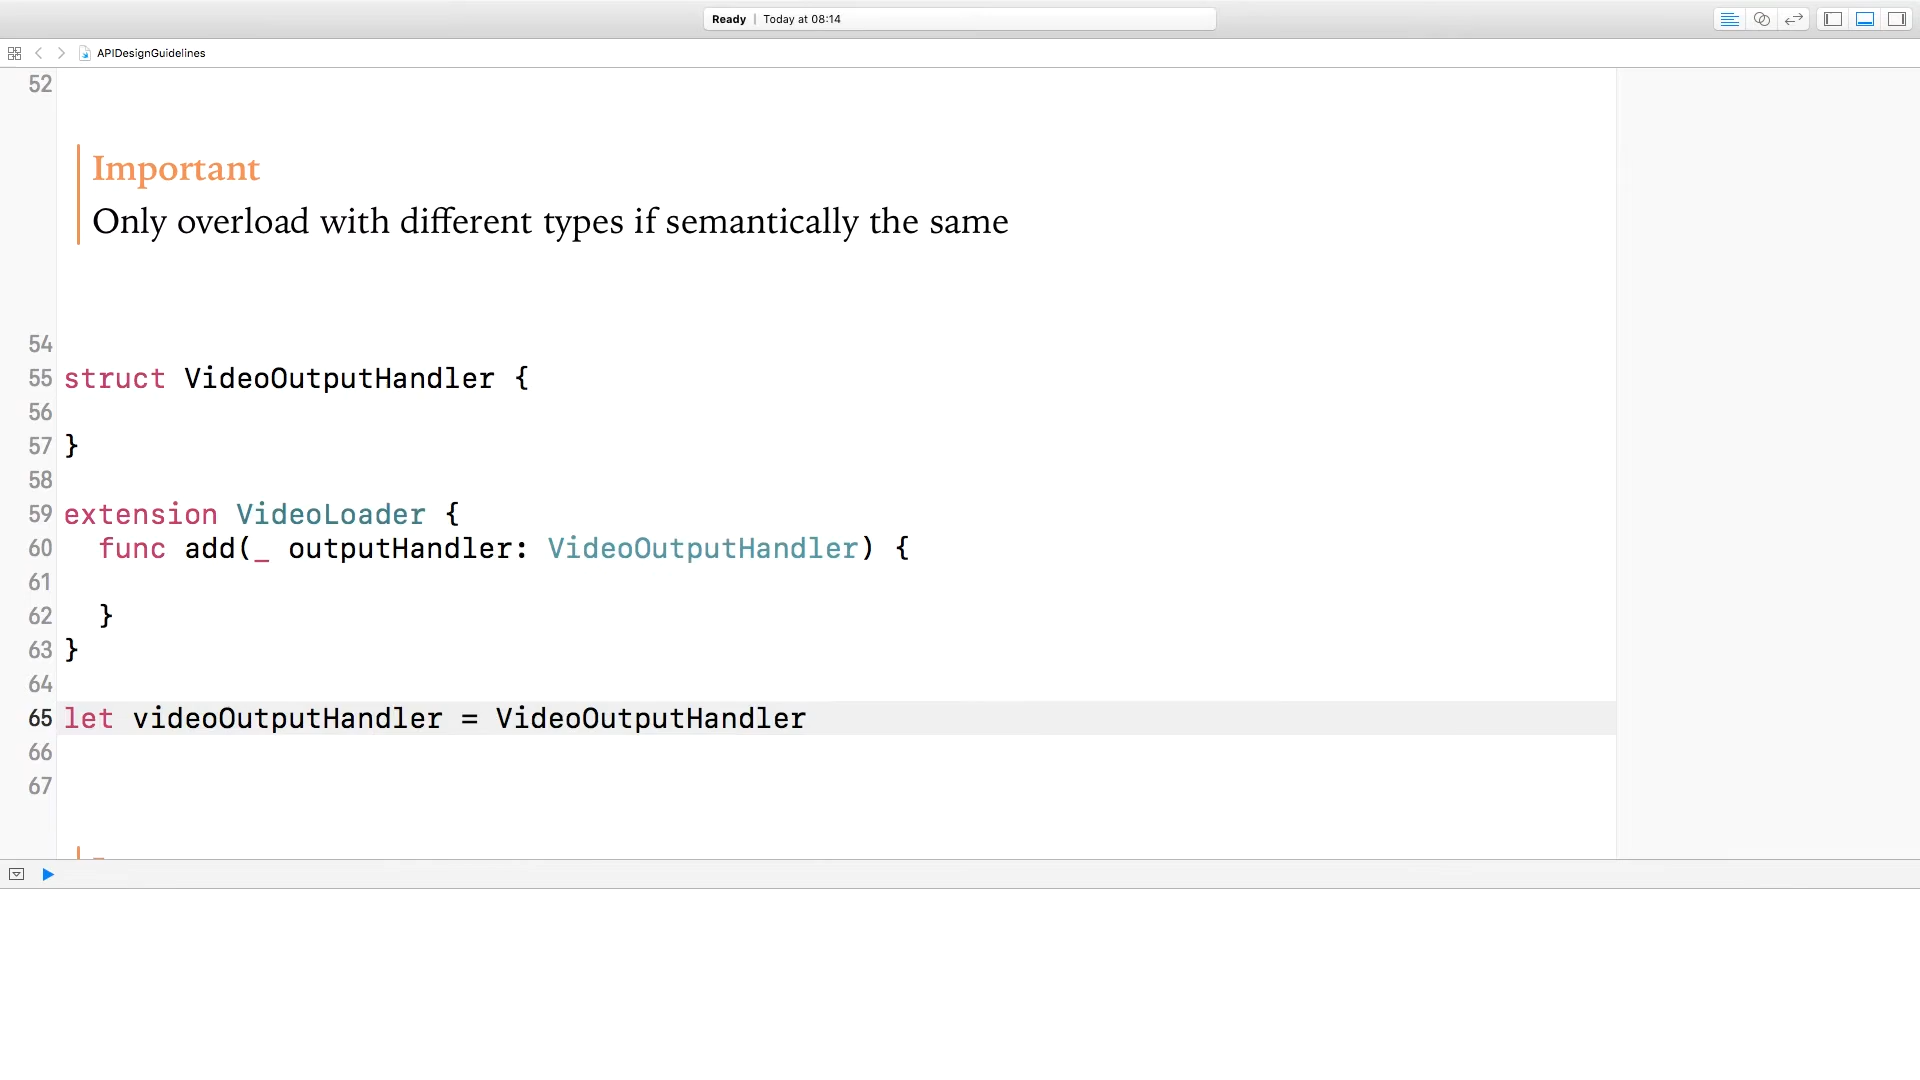 Ready | Today at 08:14
APIDesignGuidelines
52
Important
Only overload with different types if semantically the same
54
55 struct VideoOutputHandler {
56
57 }
58
59 extension VideoLoader {
60   func add(_ outputHandler: VideoOutputHandler) {
61
62   }
63 }
64
65 let videoOutputHandler = VideoOutputHandler
66
67